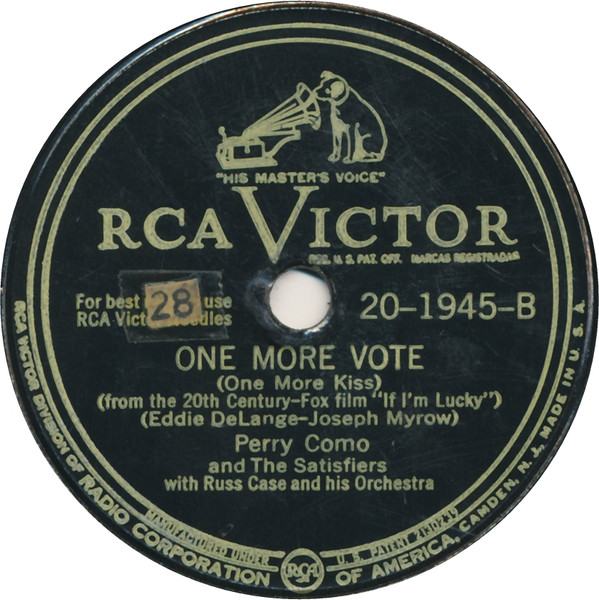 "HIS MASTER'S VOICE"
RCA VICTOR
REG. U. S. PAT. OFF. MARCAS REGISTRADAS
For best use
28
RCA Vict dles
20-1945-B
ONE MORE VOTE
(One More Kiss)
(from the 20th Century-Fox film "If I'm Lucky")
(Eddie DeLange-Joseph Myrow)
Perry Como
and The Satisfiers
with Russ Case and his Orchestra
MANUFACTURED UNDER U. S. PATENT 2130239
RCA VICTOR DIVISION OF RADIO CORPORATION OF AMERICA, CAMDEN, N. J. MADE IN U. S. A.
RCA